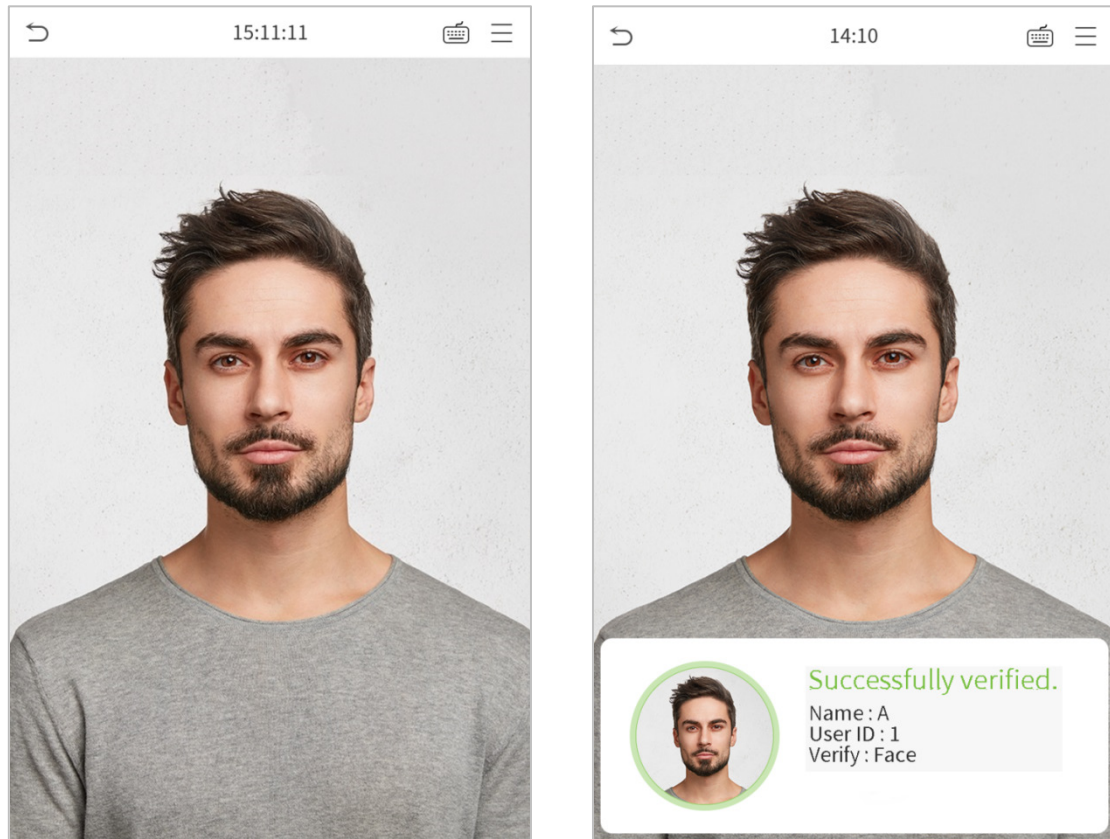 15:11:11
14:10
Successfully verified.
Name : A
User ID : 1
Verify : Face